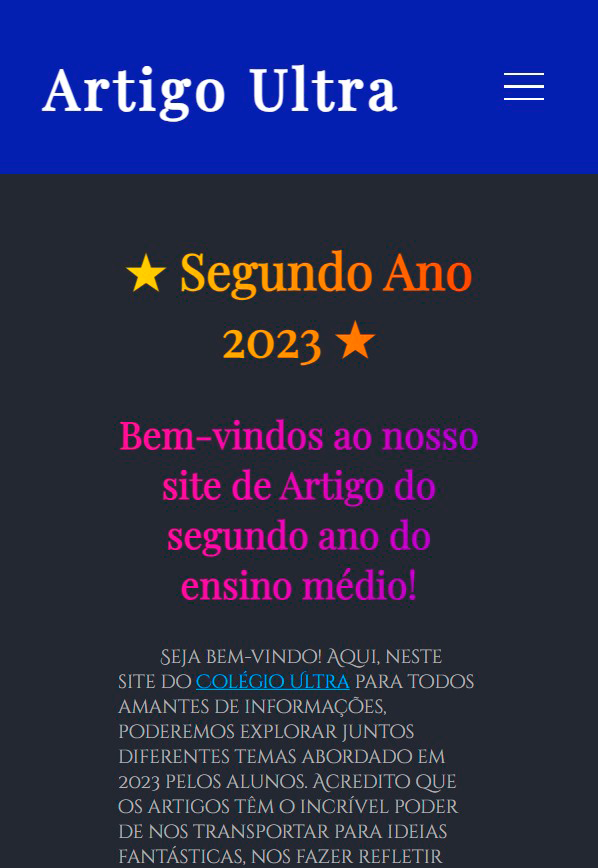 Artigo Ultra
★ Segundo Ano
2023 ★
Bem-vindos ao nosso
site de Artigo do
segundo ano do
ensino médio!
Seja bem-vindo! Aqui, neste
site do Colégio Ultra para todos
amantes de informações,
poderemos explorar juntos
diferentes temas abordado em
2023 pelos alunos. Acredito que
os artigos têm o incrível poder
de nos transportar para ideias
fantásticas, nos fazer refletir